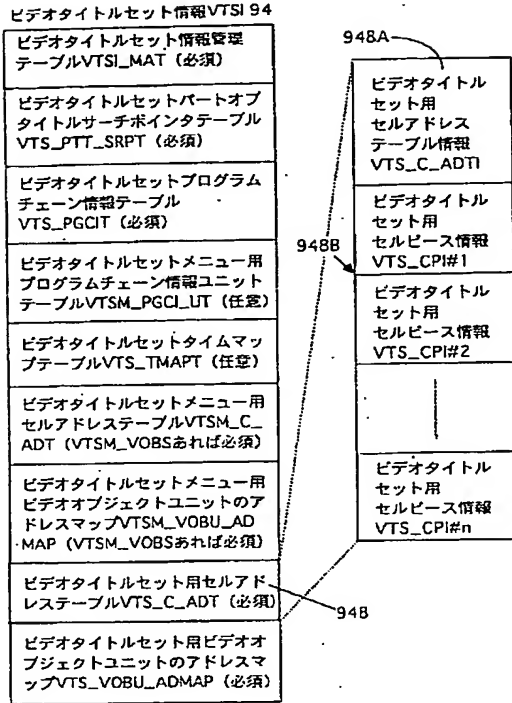 ビデオタイトルセット情報VTSI 94
ビデオタイトルセット情報管理
テーブルVTSI_MAT（必須）
ビデオタイトルセットパートオブ
タイトルサーチポインタテーブル
VTS_PTT_SRPT（必須）
ビデオタイトルセットプログラム
チェーン情報テーブル
VTS_PGCIT（必須）
ビデオタイトルセットメニュー用
プログラムチェーン情報ユニット
テーブルVTSM_PGCI_UT（任意）
ビデオタイトルセットタイムマッ
プテーブルVTS_TMAPT（任意）
ビデオタイトルセットメニュー用
セルアドレステーブルVTSM_C_
ADT（VTSM_VOBSあれば必須）
ビデオタイトルセットメニュー用
ビデオオブジェクトユニットのア
ドレスマップVTSM_VOBU_AD
MAP（VTSM_VOBSあれば必須）
ビデオタイトルセット用セルアド
レステーブルVTS_C_ADT（必須）
ビデオタイトルセット用ビデオオ
ブジェクトユニットのアドレスマ
ップVTS_VOBU_ADMAP（必須）
948A
ビデオタイトル
セット用
セルアドレス
テーブル情報
VTS_C_ADTI
948B
ビデオタイトル
セット用
セルピース情報
VTS_CPI#1
ビデオタイトル
セット用
セルピース情報
VTS_CPI#2
ビデオタイトル
セット用
セルピース情報
VTS_CPI#n
948